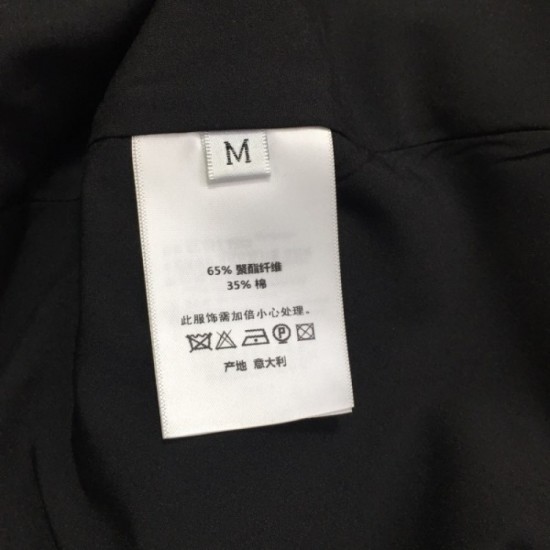 M
65% 聚酯纤维
35% 棉
此服饰需加倍小心处理。
P
产地 意大利